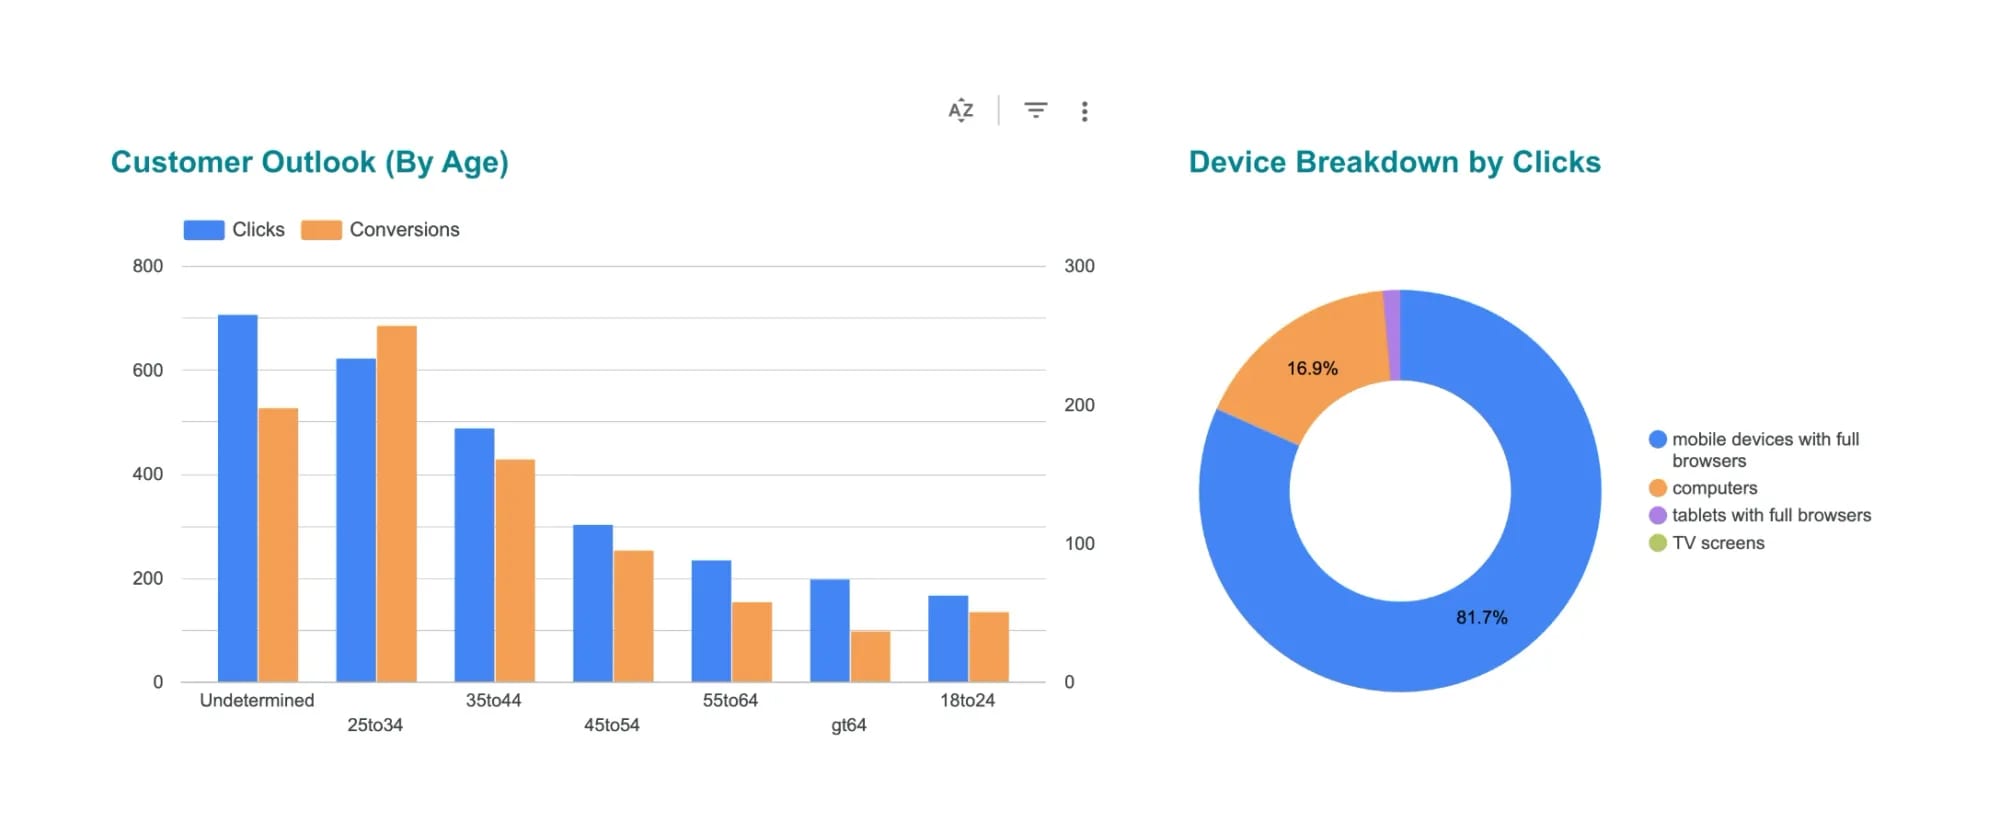 AZ
Customer Outlook (By Age)
Clicks
Conversions
800
600
400
200
0
300
200
100
0
Undetermined
25to34
35to44
45to54
55to64
gt64
18to24
Device Breakdown by Clicks
16.9%
81.7%
mobile devices with full
browsers
computers
tablets with full browsers
TV screens